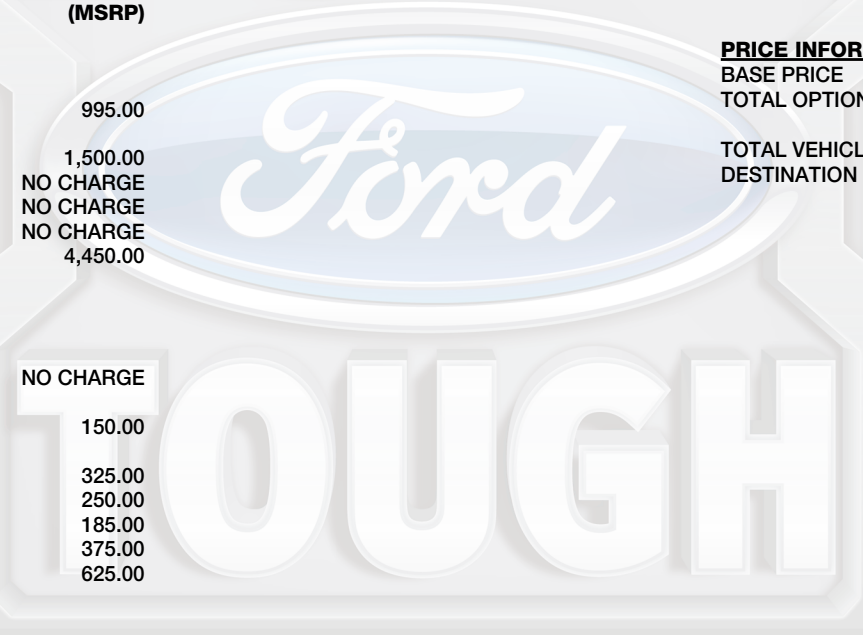 (MSRP)
995.00
1,500.00
NO CHARGE
NO CHARGE
NO CHARGE
4,450.00
NO CHARGE
150.00
325.00
250.00
185.00
375.00
625.00
PRICE INFOR
BASE PRICE
TOTAL OPTION
TOTAL VEHICL
DESTINATION
Ford
TOUGH